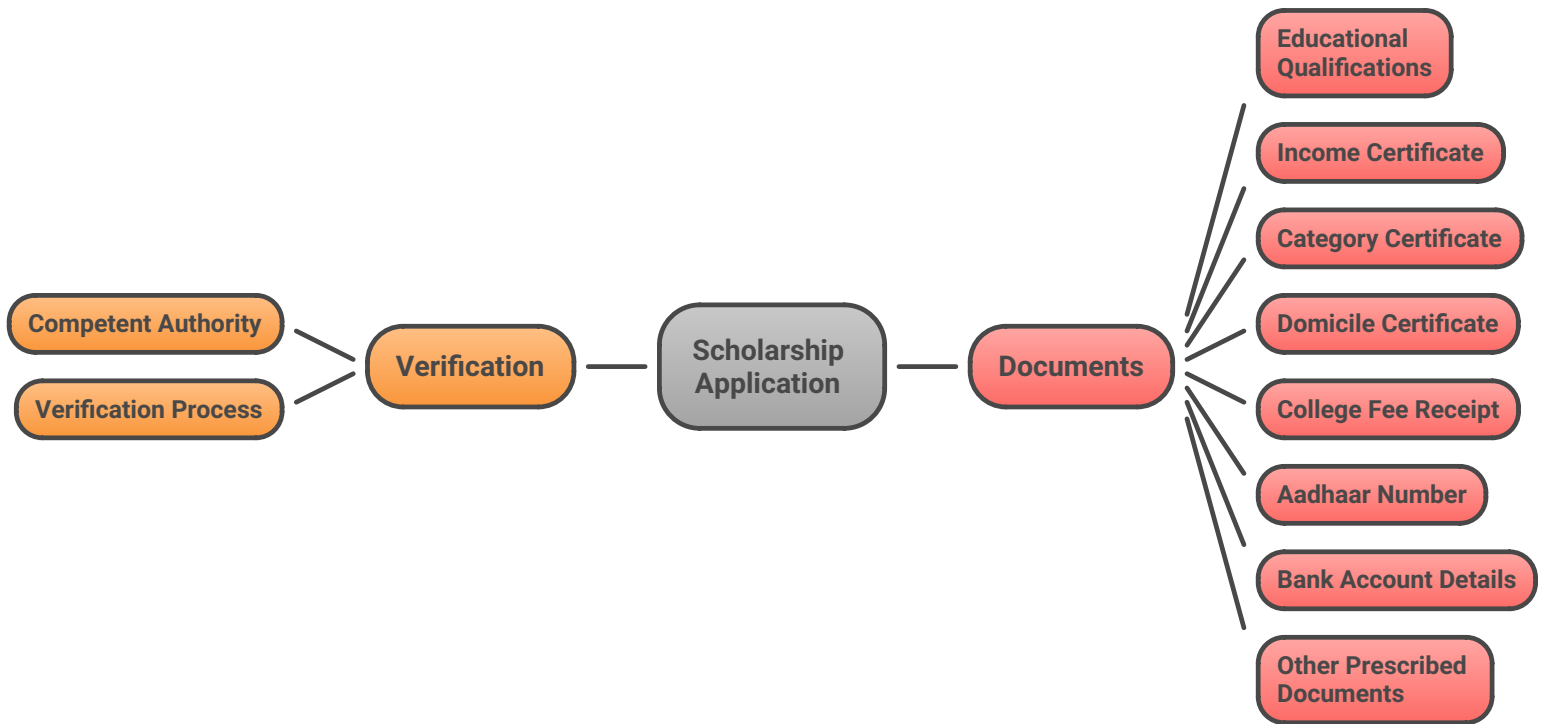 Educational
Qualifications
Income Certificate
Category Certificate
Competent Authority
Verification Process
Verification
Scholarship
Application
Documents
Domicile Certificate
College Fee Receipt
Aadhaar Number
Bank Account Details
Other Prescribed
Documents